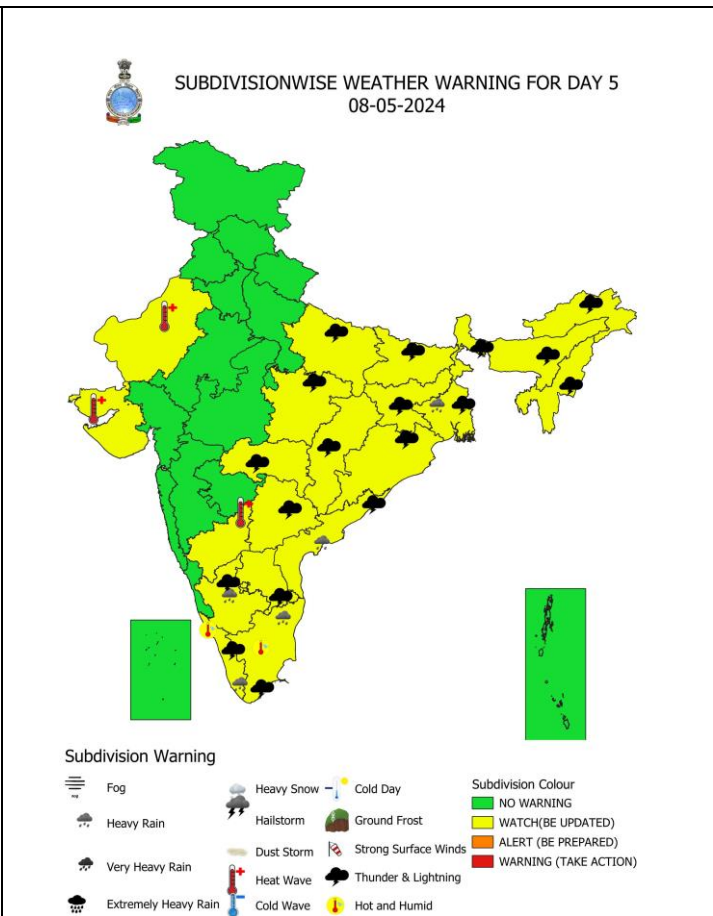 SUBDIVISIONWISE WEATHER WARNING FOR DAY 5
08-05-2024
Subdivision Warning
Fog
Heavy Rain
Very Heavy Rain
Extremely Heavy Rain
Heavy Snow
Hailstorm
Dust Storm
Heat Wave
Cold Wave
Cold Day
Ground Frost
Strong Surface Winds
Thunder & Lightning
Hot and Humid
Subdivision Colour
NO WARNING
WATCH(BE UPDATED)
ALERT (BE PREPARED)
WARNING (TAKE ACTION)